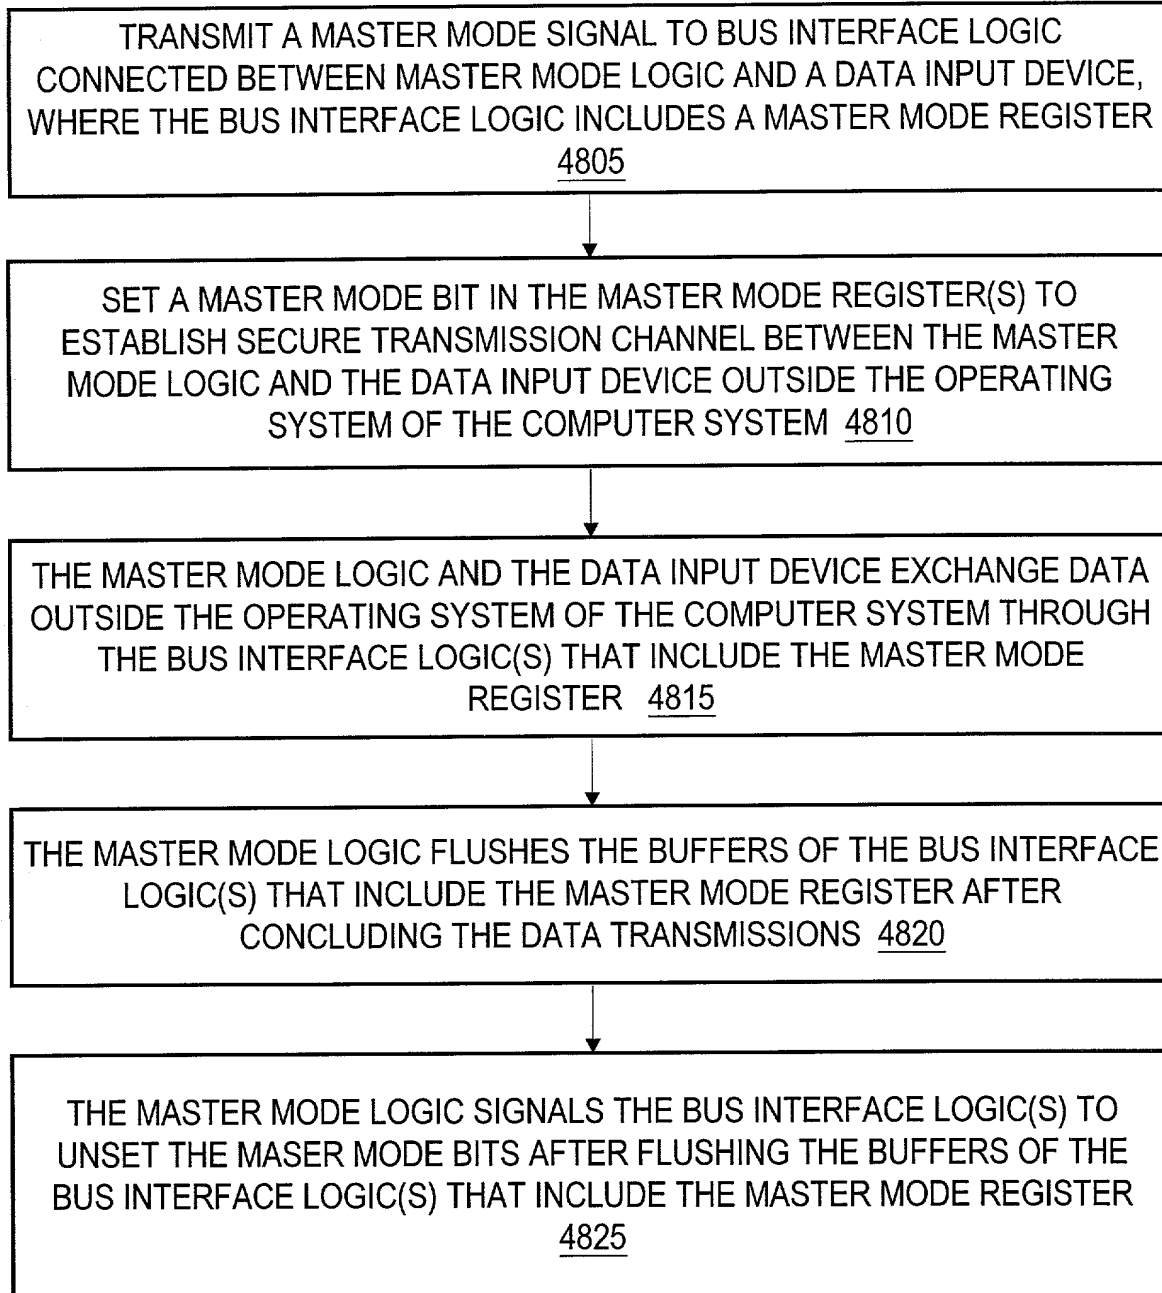 TRANSMIT A MASTER MODE SIGNAL TO BUS INTERFACE LOGIC
CONNECTED BETWEEN MASTER MODE LOGIC AND A DATA INPUT DEVICE,
WHERE THE BUS INTERFACE LOGIC INCLUDES A MASTER MODE REGISTER
4805
SET A MASTER MODE BIT IN THE MASTER MODE REGISTER(S) TO
ESTABLISH SECURE TRANSMISSION CHANNEL BETWEEN THE MASTER
MODE LOGIC AND THE DATA INPUT DEVICE OUTSIDE THE OPERATING
SYSTEM OF THE COMPUTER SYSTEM 4810
THE MASTER MODE LOGIC AND THE DATA INPUT DEVICE EXCHANGE DATA
OUTSIDE THE OPERATING SYSTEM OF THE COMPUTER SYSTEM THROUGH
THE BUS INTERFACE LOGIC(S) THAT INCLUDE THE MASTER MODE
REGISTER 4815
THE MASTER MODE LOGIC FLUSHES THE BUFFERS OF THE BUS INTERFACE
LOGIC(S) THAT INCLUDE THE MASTER MODE REGISTER AFTER
CONCLUDING THE DATA TRANSMISSIONS 4820
THE MASTER MODE LOGIC SIGNALS THE BUS INTERFACE LOGIC(S) TO
UNSET THE MASER MODE BITS AFTER FLUSHING THE BUFFERS OF THE
BUS INTERFACE LOGIC(S) THAT INCLUDE THE MASTER MODE REGISTER
4825